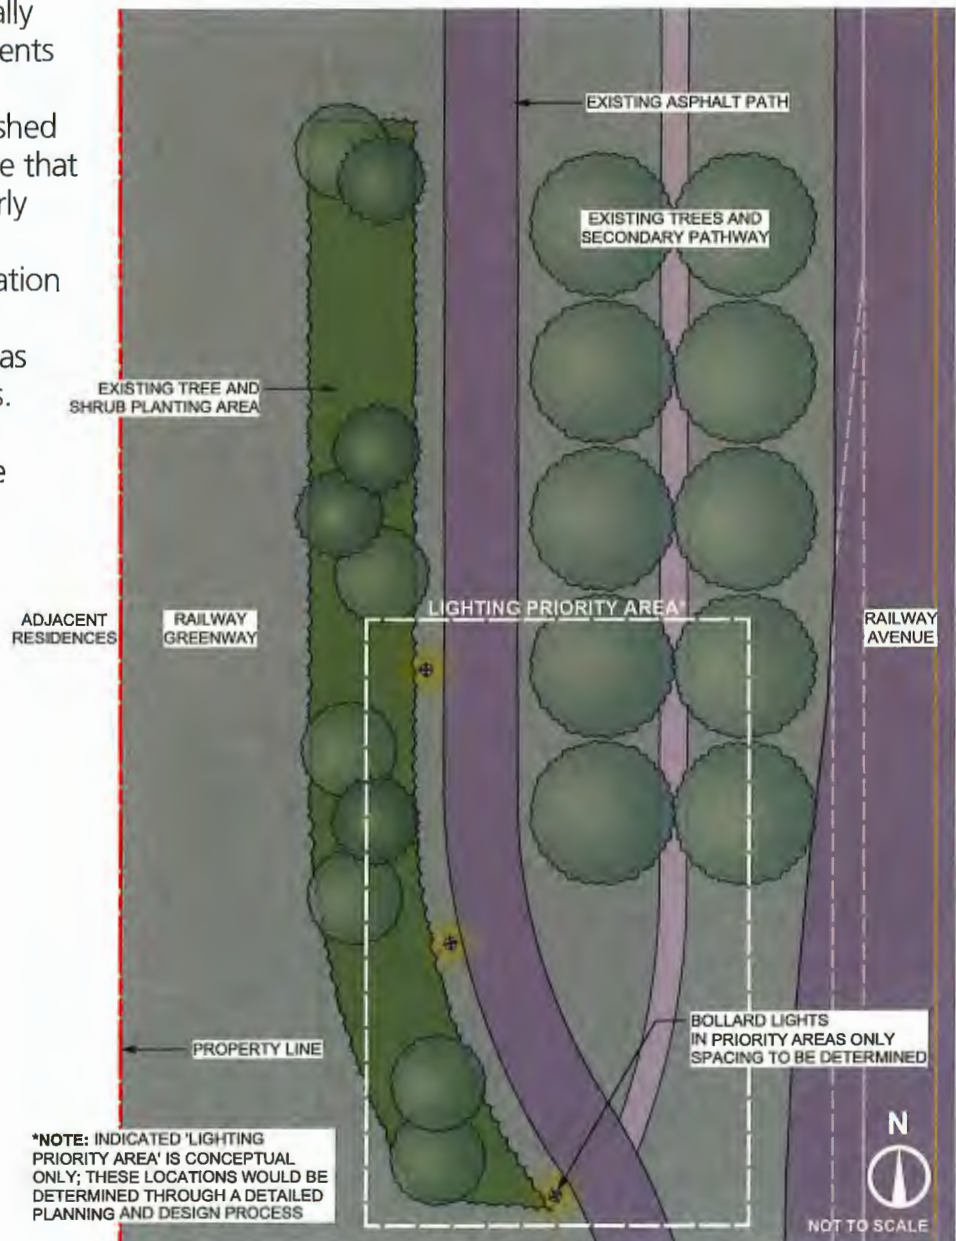 ally
ents
shed
e that
rly
ation
as
s.
e
EXISTING ASPHALT PATH
EXISTING TREES AND
SECONDARY PATHWAY
EXISTING TREE AND
SHRUB PLANTING AREA
LIGHTING PRIORITY AREA*
ADJACENT
RESIDENCES
RAILWAY
GREENWAY
RAILWAY
AVENUE
BOLLARD LIGHTS
IN PRIORITY AREAS ONLY
SPACING TO BE DETERMINED
PROPERTY LINE
*NOTE: INDICATED 'LIGHTING
PRIORITY AREA' IS CONCEPTUAL
ONLY; THESE LOCATIONS WOULD BE
DETERMINED THROUGH A DETAILED
PLANNING AND DESIGN PROCESS
N
NOT TO SCALE